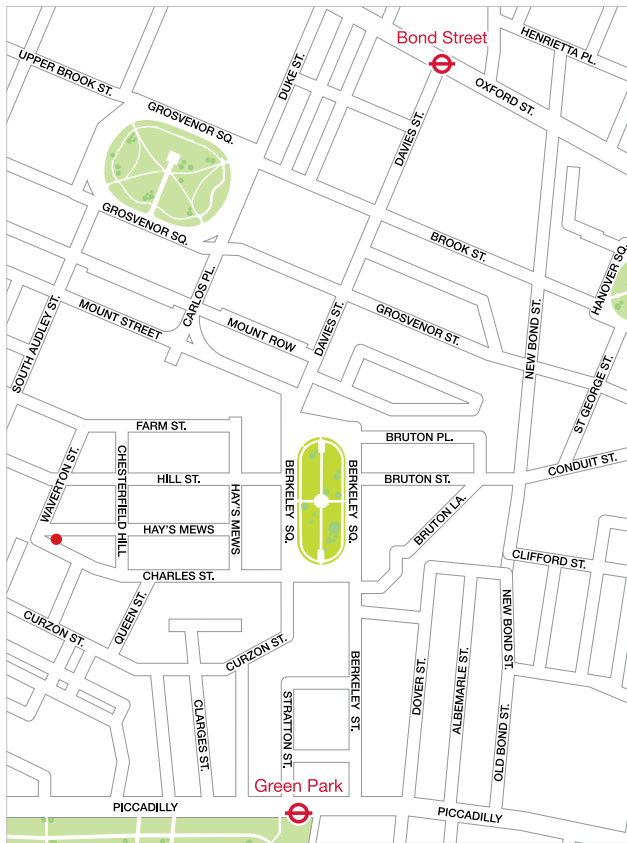 Bond Street
HENRIETTA PL.
UPPER BROOK ST.
DUKE ST.
OXFORD ST.
GROSVENOR SQ.
DAVIES ST.
GROSVENOR SQ.
BROOK ST.
HANOVER SQ.
CARLOS PL.
SOUTH AUDLEY ST.
MOUNT STREET
MOUNT ROW
DAVIES ST.
GROSVENOR ST.
NEW BOND ST.
ST GEORGE ST.
FARM ST.
BRUTON PL.
WAVERTON ST.
CHESTERFIELD HILL
HILL ST.
HAY'S MEWS
BERKELEY SQ.
BERKELEY SQ.
BRUTON ST.
CONDUIT ST.
BRUTON LA.
HAY'S MEWS
CLIFFORD ST.
CHARLES ST.
CURZON ST.
QUEEN ST.
CURZON ST.
NEW BOND ST.
CLARGES ST.
STRATTON ST.
BERKELEY ST.
DOVER ST.
ALBEMARLE ST.
OLD BOND ST.
Green Park
PICCADILLY
PICCADILLY